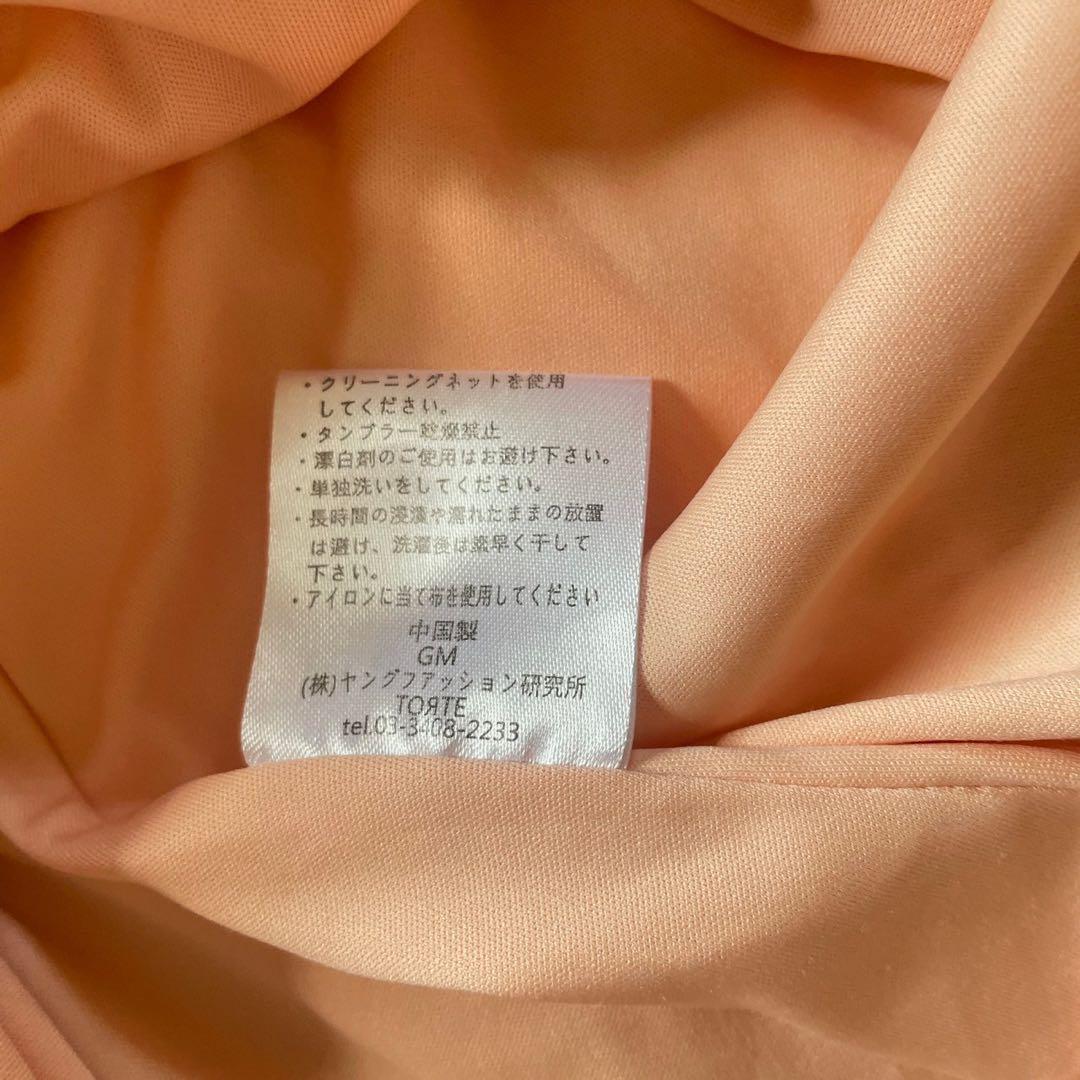 ・クリーニングネットを使用
してください。
・タンブラー乾燥禁止
・漂白剤のご使用はお避け下さい。
・単独洗いをしてください。
・長時間の浸漬や濡れたままの放置
は避け、洗濯後は素早く干して
下さい。
・アイロンに当て布を使用してください
中国製
GM
(株)ヤングファッション研究所
TOЯTE
tel.03-3408-2233